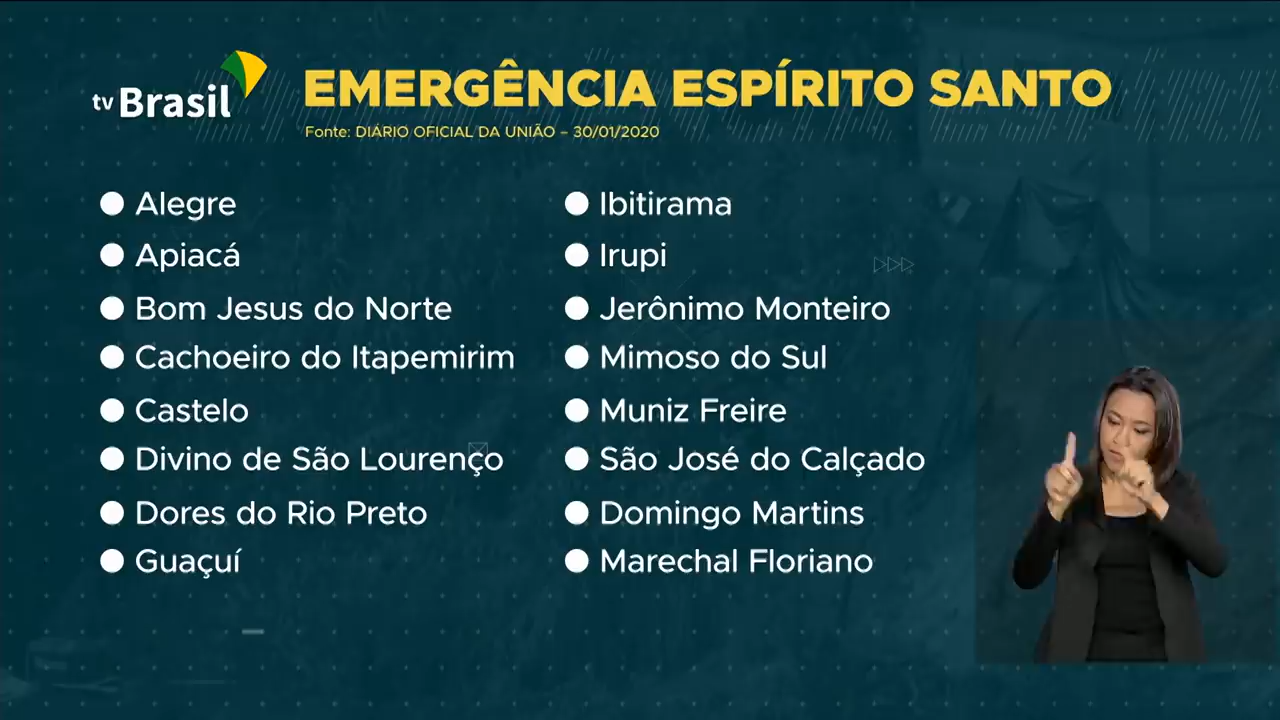 tv Brasil
EMERGÊNCIA ESPÍRITO SANTO
Fonte: DIÁRIO OFICIAL DA UNIÃO – 30/01/2020
Alegre
Apiacá
Bom Jesus do Norte
Cachoeiro do Itapemirim
Castelo
Divino de São Lourenço
Dores do Rio Preto
Guaçuí
Ibitirama
Irupi
Jerônimo Monteiro
Mimoso do Sul
Muniz Freire
São José do Calçado
Domingo Martins
Marechal Floriano